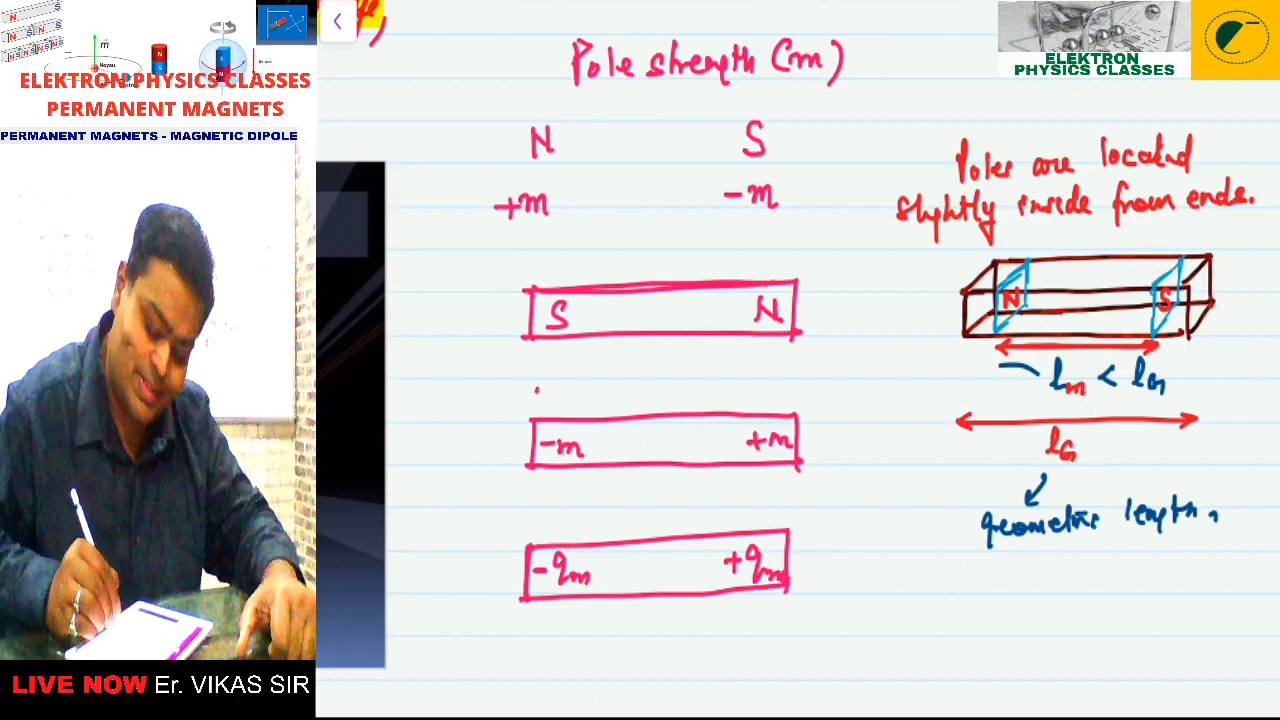 ELEKTRON PHYSICS CLASSES
PERMANENT MAGNETS
PERMANENT MAGNETS - MAGNETIC DIPOLE
LIVE NOW Er. VIKAS SIR
Pole strength (m)
N S
+m -m
S N
-m +m
-qm +qm
ELEKTRON
PHYSICS CLASSES
Poles are located
slightly inside from ends.
N S
lm < lG
lG
geometric length,